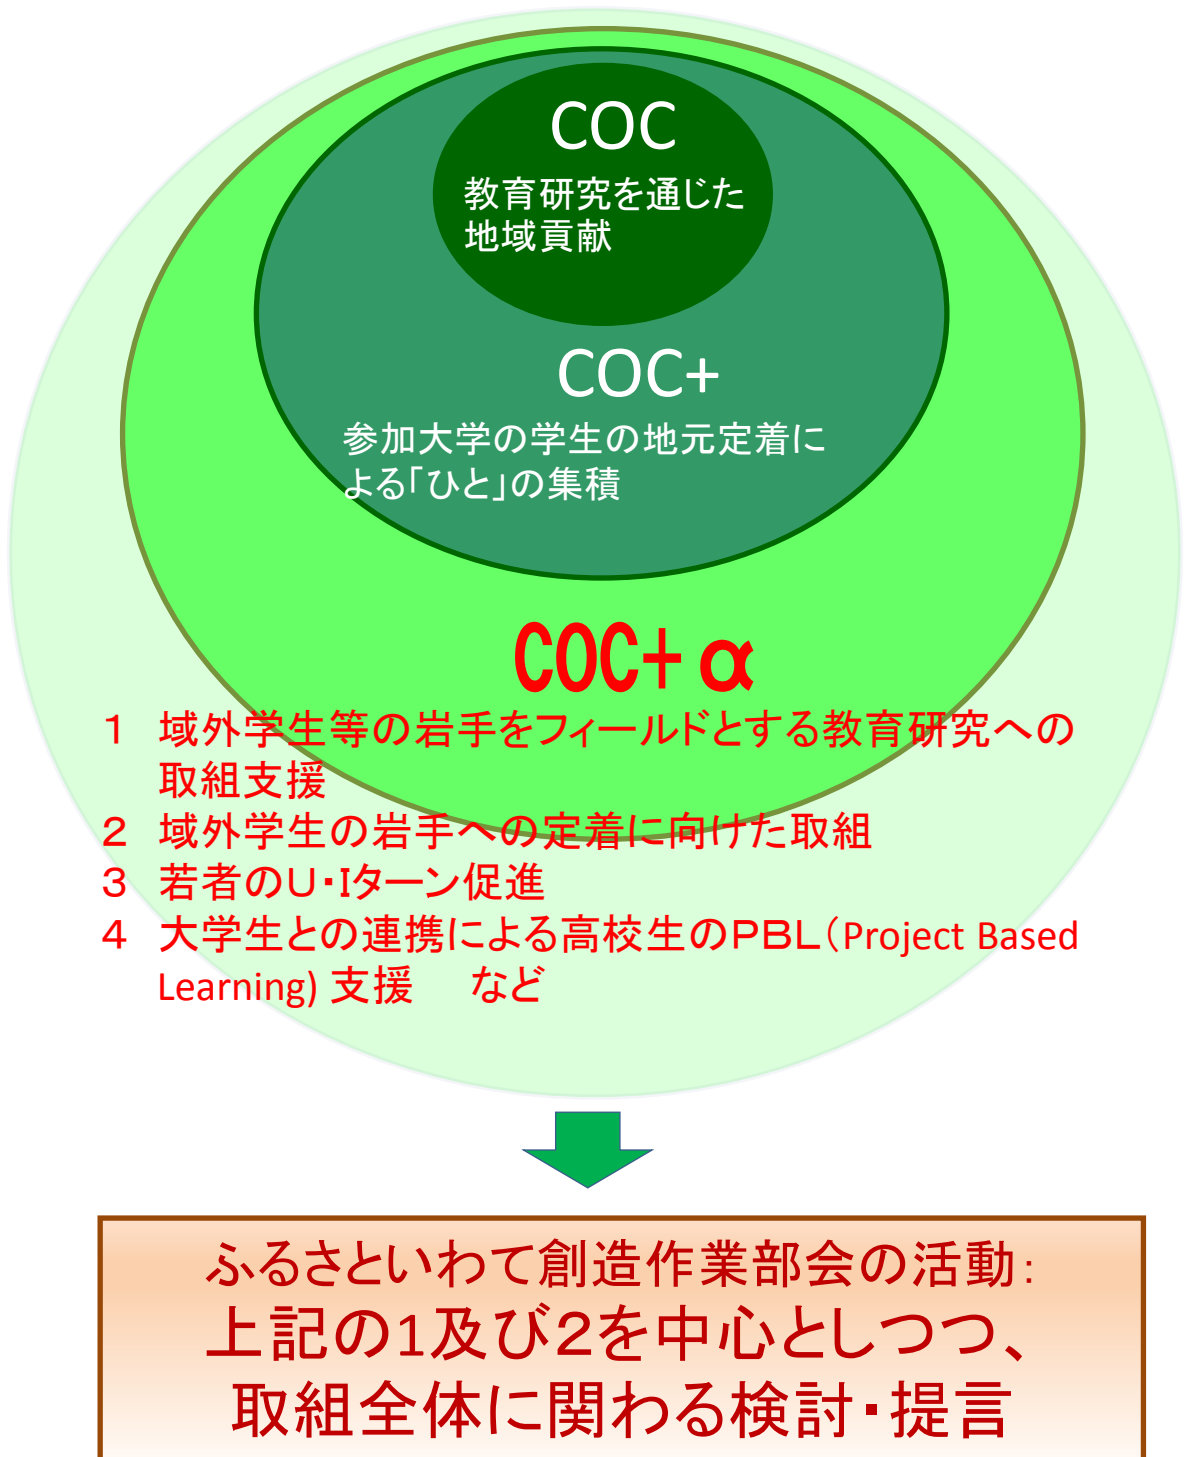 COC
教育研究を通じた
地域貢献
COC+
参加大学の学生の地元定着に
よる「ひと」の集積
COC+α
１　域外学生等の岩手をフィールドとする教育研究への
取組支援
２　域外学生の岩手への定着に向けた取組
３　若者のU・Iターン促進
４　大学生との連携による高校生のＰＢＬ（Project Based
Learning) 支援　など
ふるさといわて創造作業部会の活動：
上記の1及び２を中心としつつ、
取組全体に関わる検討・提言